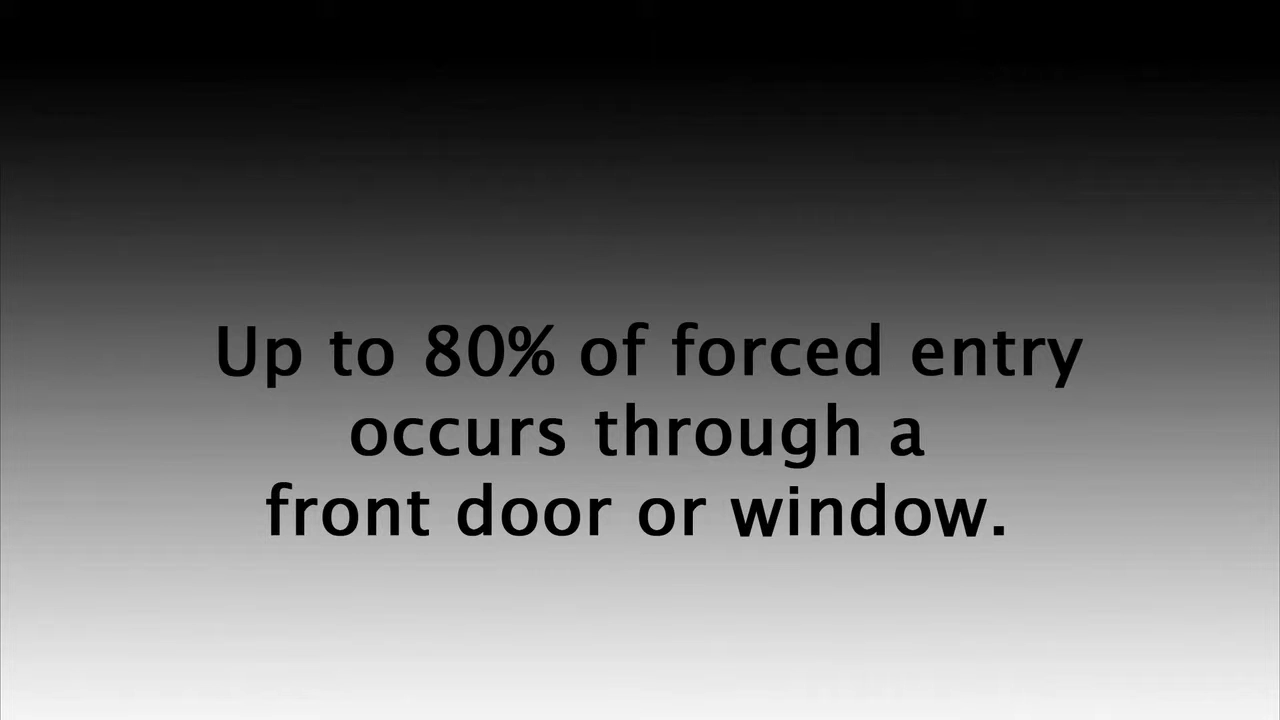 Up to 80% of forced entry
occurs through a
front door or window.